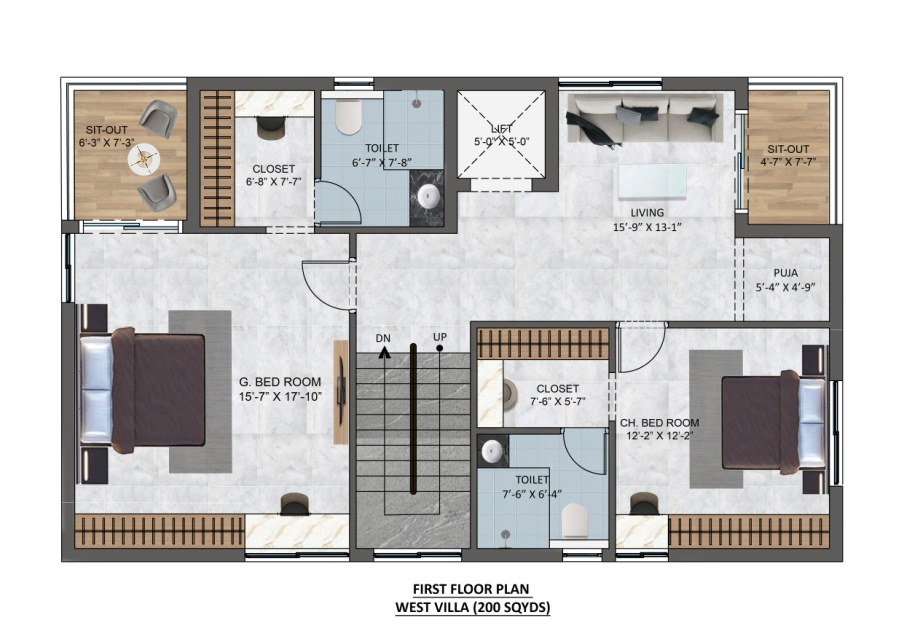 SIT-OUT
6'-3" X 7'-3"
CLOSET
6'-8" X 7'-7"
TOILET
6'-7" X 7'-8"
LIFT
5'-0"X 5'-0"
LIVING
15'-9" X 13-1"
SIT-OUT
4'-7" X 7'-7"
PUJA
5'-4" X 4'-9"
DN
UP
G. BED ROOM
15'-7" X 17'-10"
CLOSET
7'-6" X 5'-7"
CH. BED ROOM
12'-2" X 12'-2"
TOILET
7'-6" X 6'-4"
FIRST FLOOR PLAN
WEST VILLA (200 SQYDS)